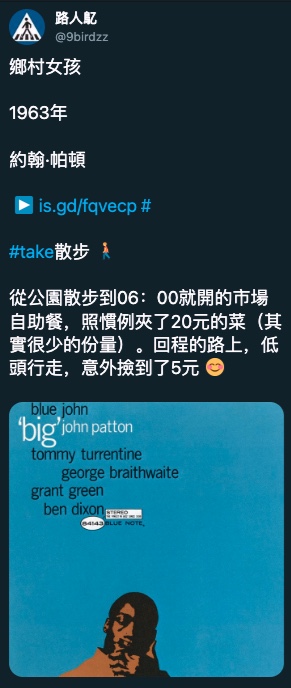 路人鴕
@9birdzz
鄉村女孩
1963年
約翰·帕頓
is.gd/fqvecp #
#take散步
從公園散步到06：00就開的市場
自助餐，照慣例夾了20元的菜（其
實很少的份量）。回程的路上，低
頭行走，意外撿到了5元
blue john
'big' john patton
tommy turrentine
george braithwaite
grant green
ben dixon
STEREO
84143 BLUE NOTE